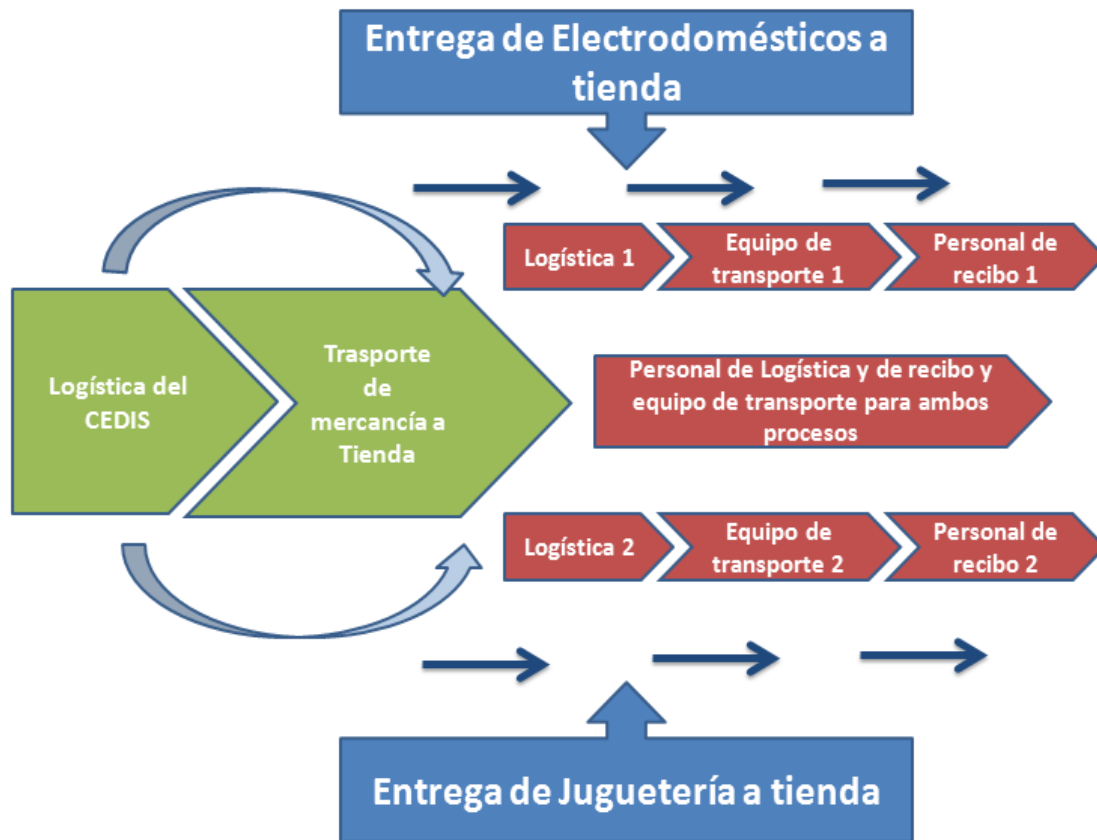 Entrega de Electrodomésticos a
tienda
Logística 1
Equipo de
transporte 1
Personal de
recibo 1
Logística del
CEDIS
Trasporte
de
mercancía a
Tienda
Personal de Logística y de recibo y
equipo de transporte para ambos
procesos
Logística 2
Equipo de
transporte 2
Personal de
recibo 2
Entrega de Juguetería a tienda